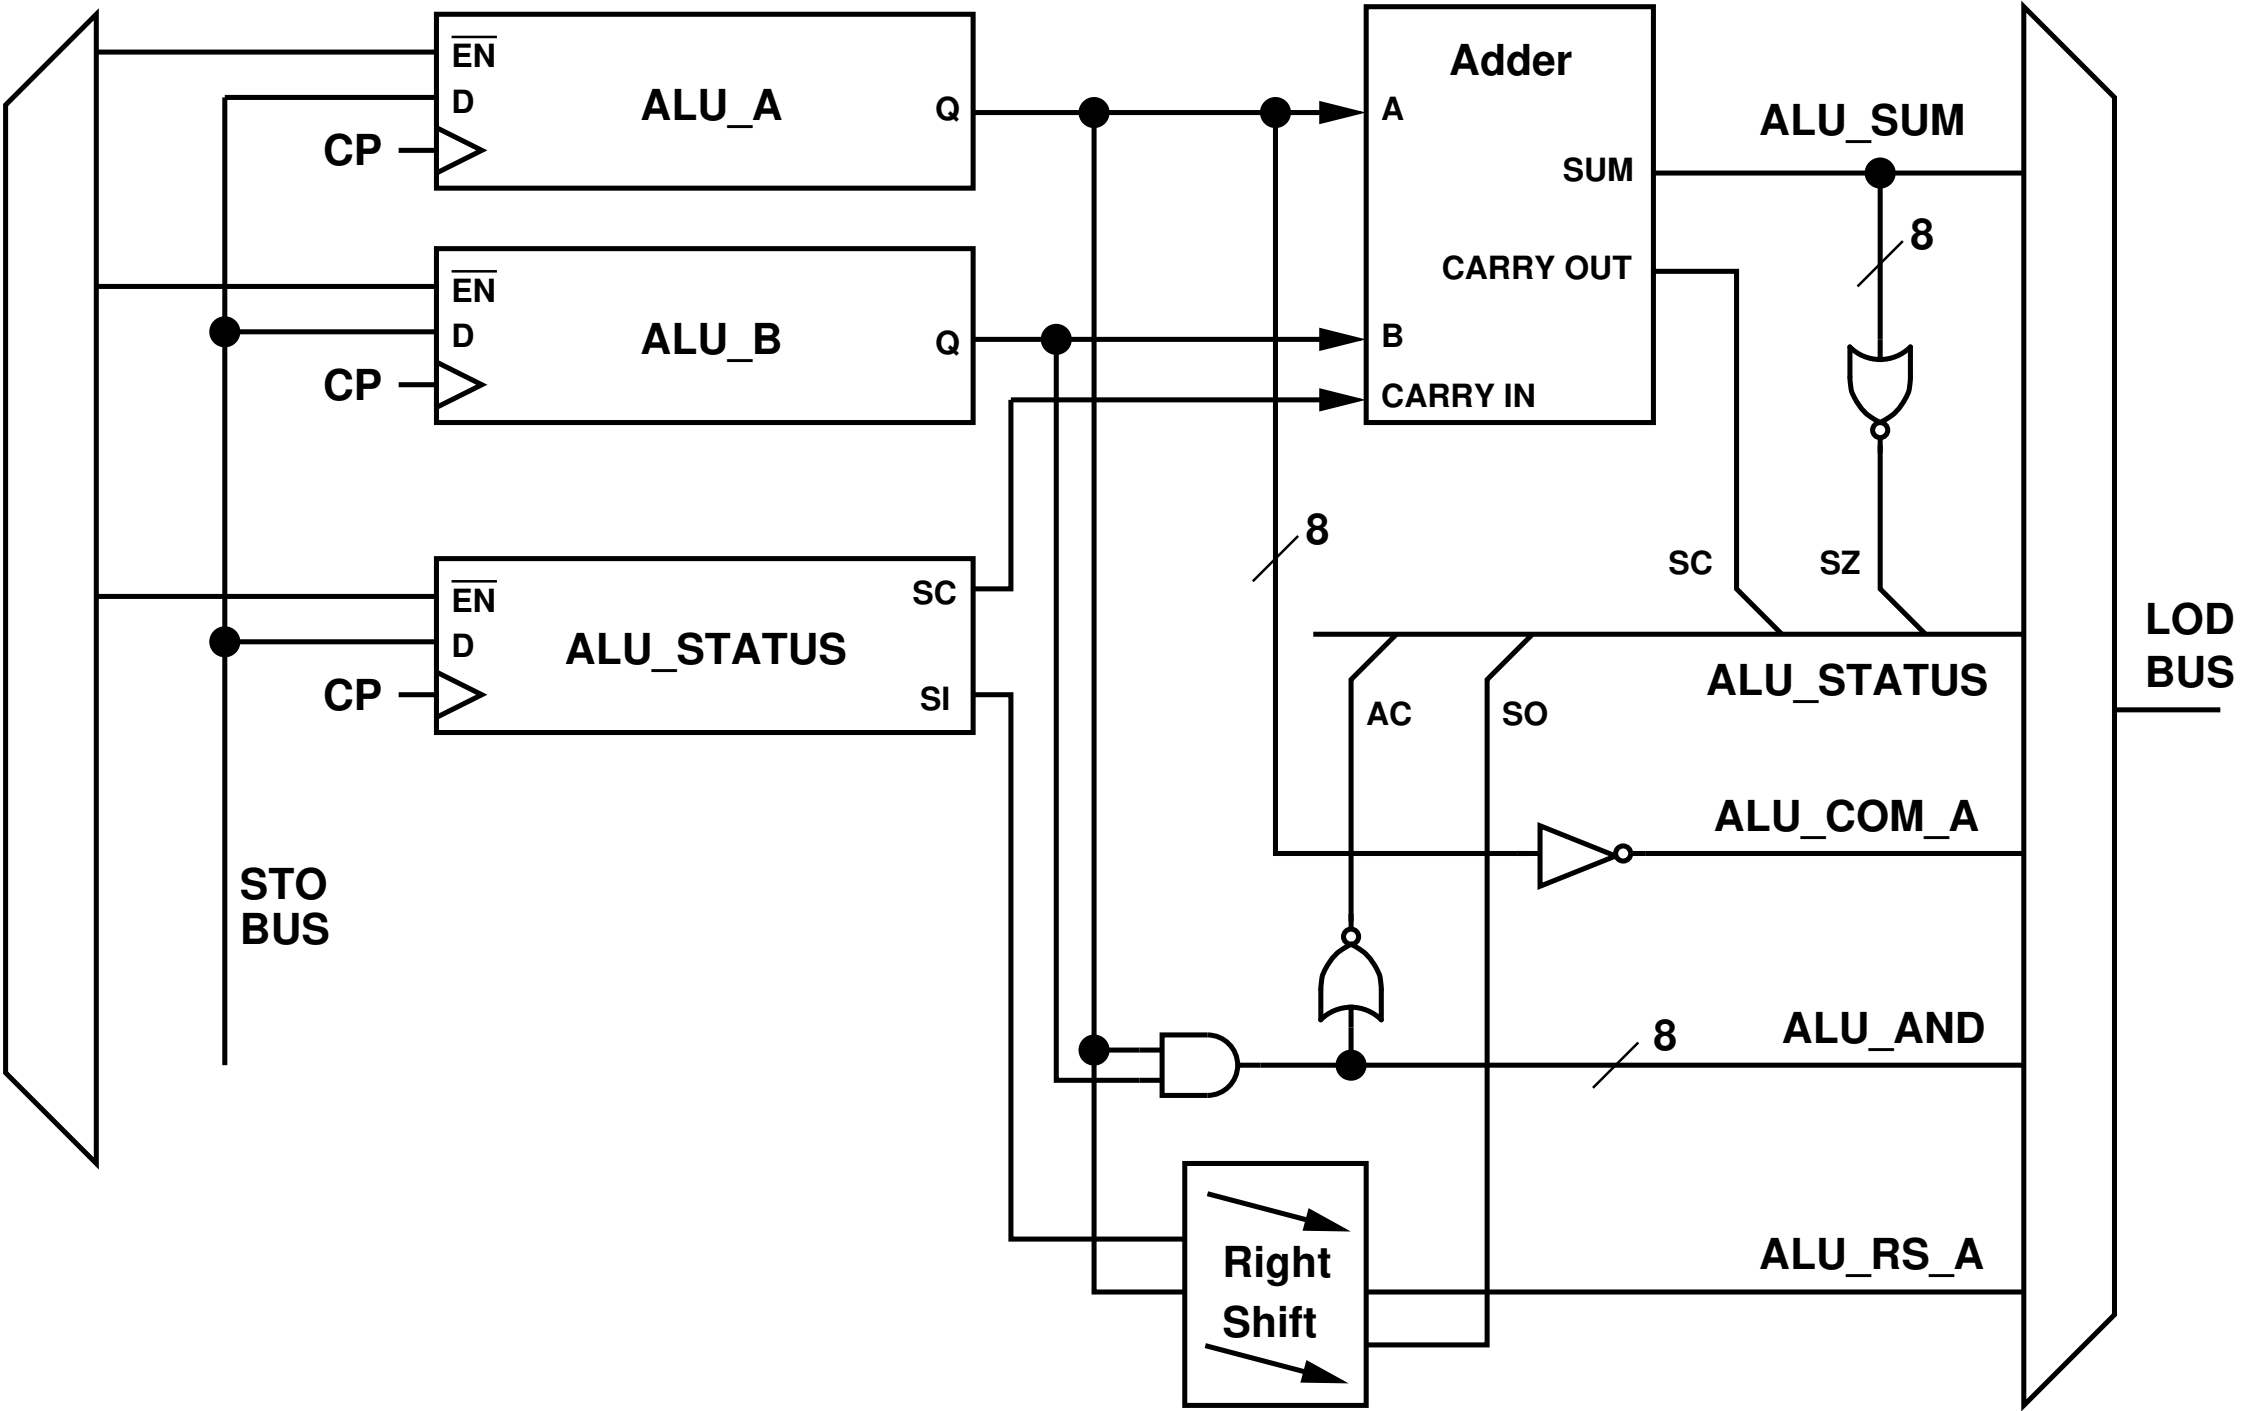 EN
D
CP
ALU_A
Q
EN
D
CP
ALU_B
Q
EN
D
CP
ALU_STATUS
SC
SI
STO
BUS
Adder
A
SUM
CARRY OUT
B
CARRY IN
ALU_SUM
8
8
SC
SZ
ALU_STATUS
AC
SO
ALU_COM_A
8
ALU_AND
Right
Shift
ALU_RS_A
LOD
BUS